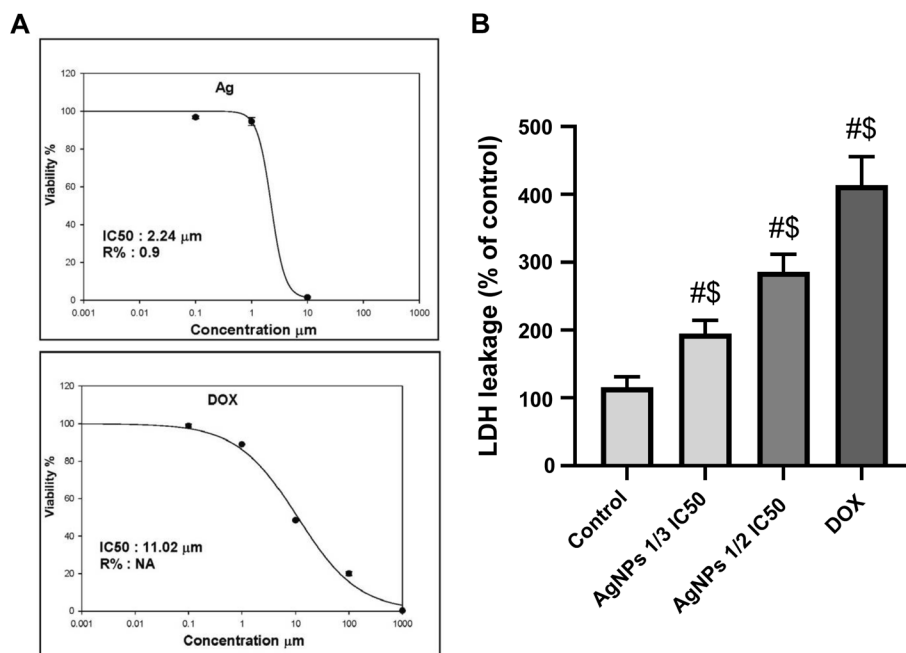 A
120
100
80
60
40
20
0
Viability %
Ag
IC50 : 2.24 μm
R% : 0.9
0.001 0.01 0.1 1 10 100 1000
Concentration μm
120
100
80
60
40
20
0
Viability %
DOX
IC50 : 11.02 μm
R% : NA
0.001 0.01 0.1 1 10 100 1000
Concentration μm
B
LDH leakage (% of control)
500
400
300
200
100
0
#$
#$
#$
Control
AgNPs 1/3 IC50
AgNPs 1/2 IC50
DOX